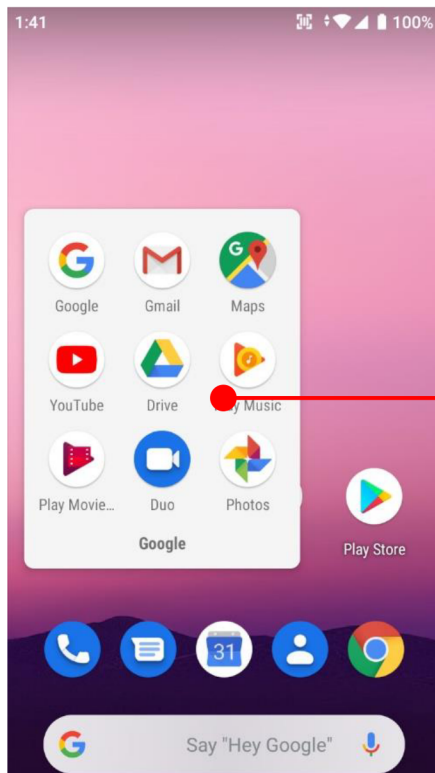 1:41 100%
Google Gmail Maps
YouTube Drive Play Music
Play Movie... Duo Photos
Google
Play Store
31
Say "Hey Google"